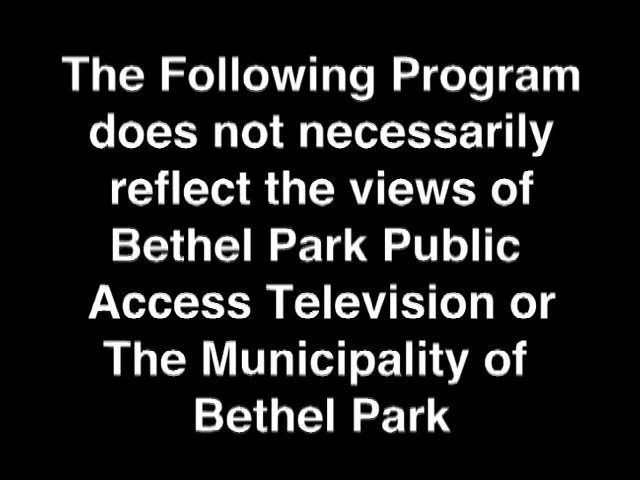 The Following Program
does not necessarily
reflect the views of
Bethel Park Public
Access Television or
The Municipality of
Bethel Park